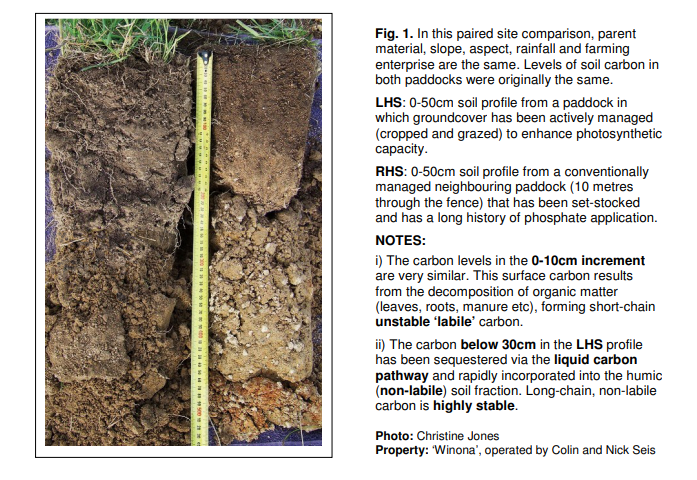 Fig. 1. In this paired site comparison, parent
material, slope, aspect, rainfall and farming
enterprise are the same. Levels of soil carbon in
both paddocks were originally the same.
LHS: 0-50cm soil profile from a paddock in
which groundcover has been actively managed
(cropped and grazed) to enhance photosynthetic
capacity.
RHS: 0-50cm soil profile from a conventionally
managed neighbouring paddock (10 metres
through the fence) that has been set-stocked
and has a long history of phosphate application.
NOTES:
i) The carbon levels in the 0-10cm increment
are very similar. This surface carbon results
from the decomposition of organic matter
(leaves, roots, manure etc), forming short-chain
unstable ‘labile’ carbon.
ii) The carbon below 30cm in the LHS profile
has been sequestered via the liquid carbon
pathway and rapidly incorporated into the humic
(non-labile) soil fraction. Long-chain, non-labile
carbon is highly stable.
Photo: Christine Jones
Property: ‘Winona’, operated by Colin and Nick Seis